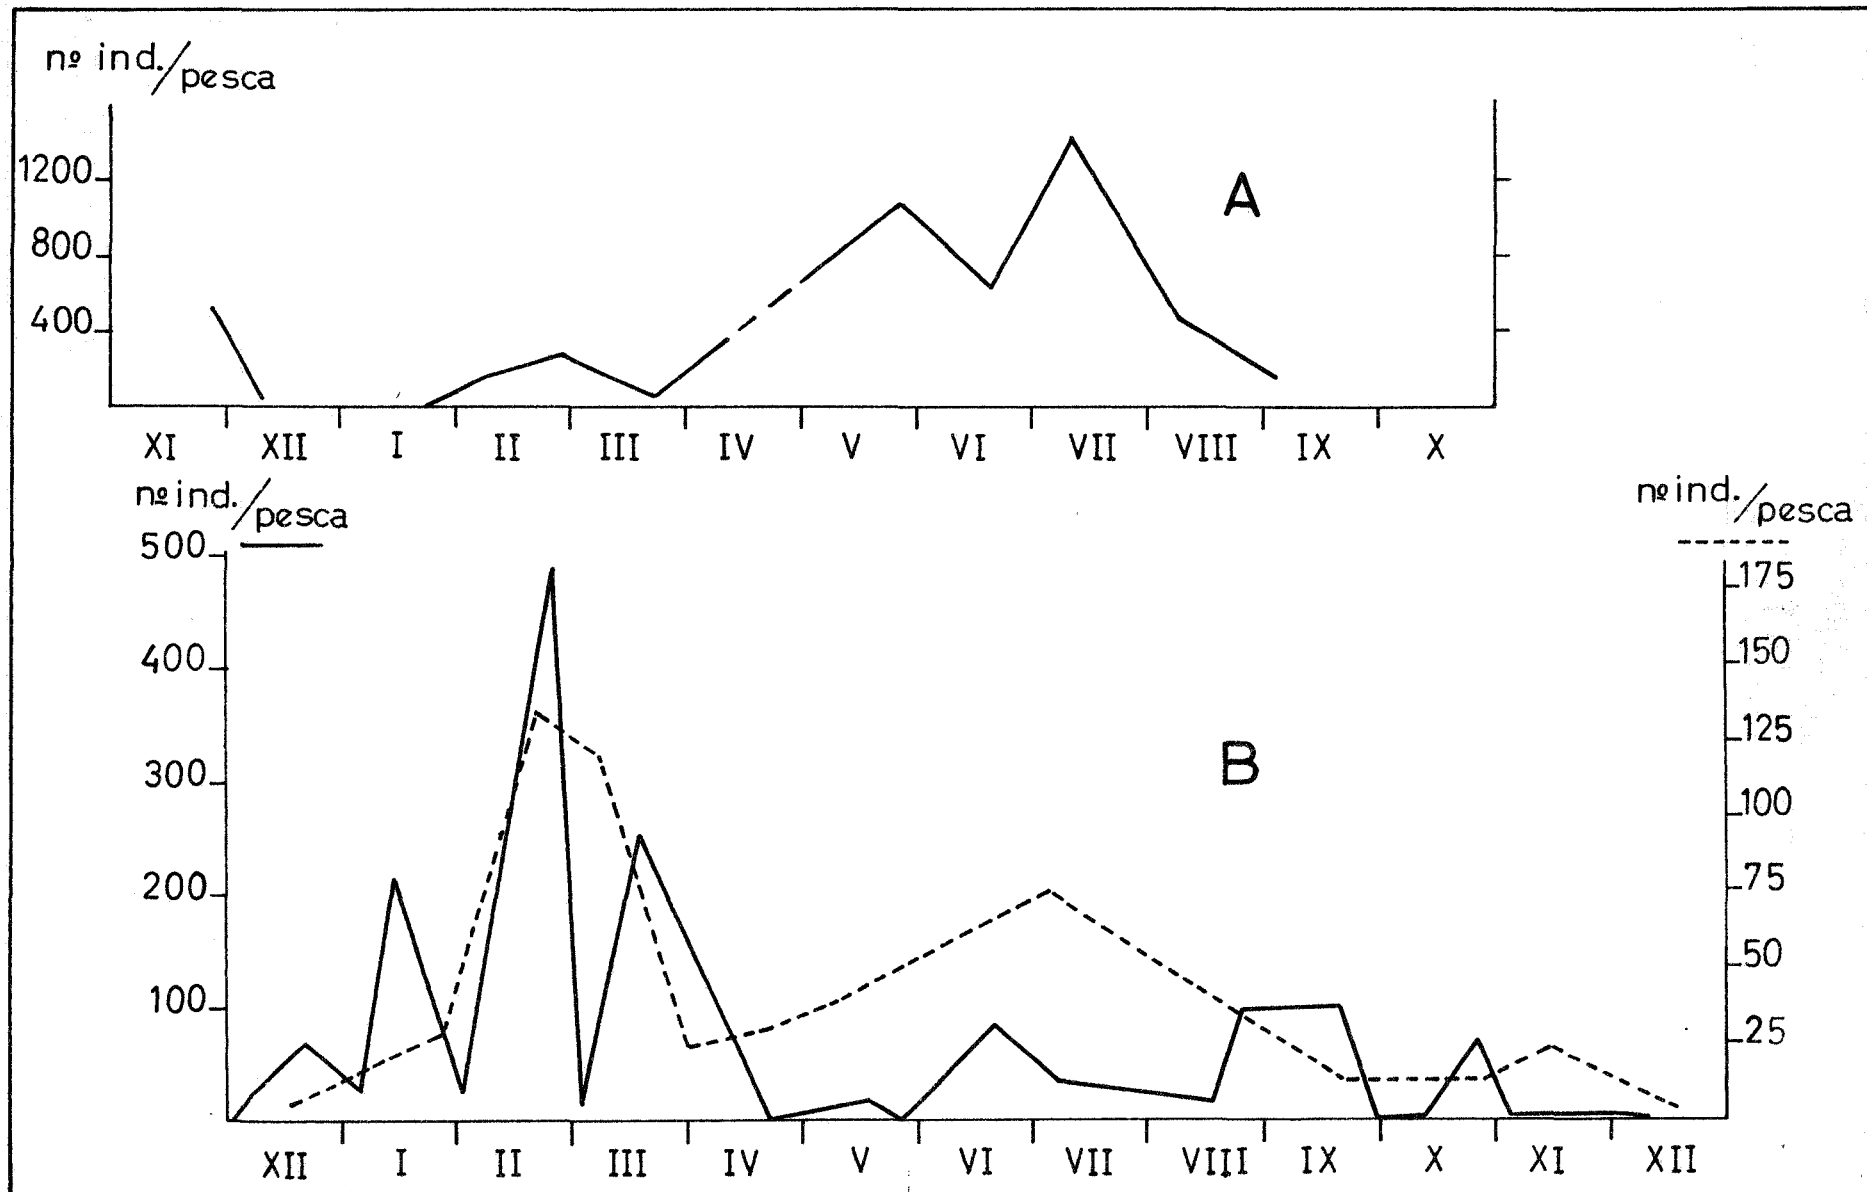 nº ind./pesca
1200
800
400
A
XI XII I II III IV V VI VII VIII IX X
nº ind./pesca
nº ind./pesca
500
400
300
200
100
B
175
150
125
100
75
50
25
XII I II III IV V VI VII VIII IX X XI XII